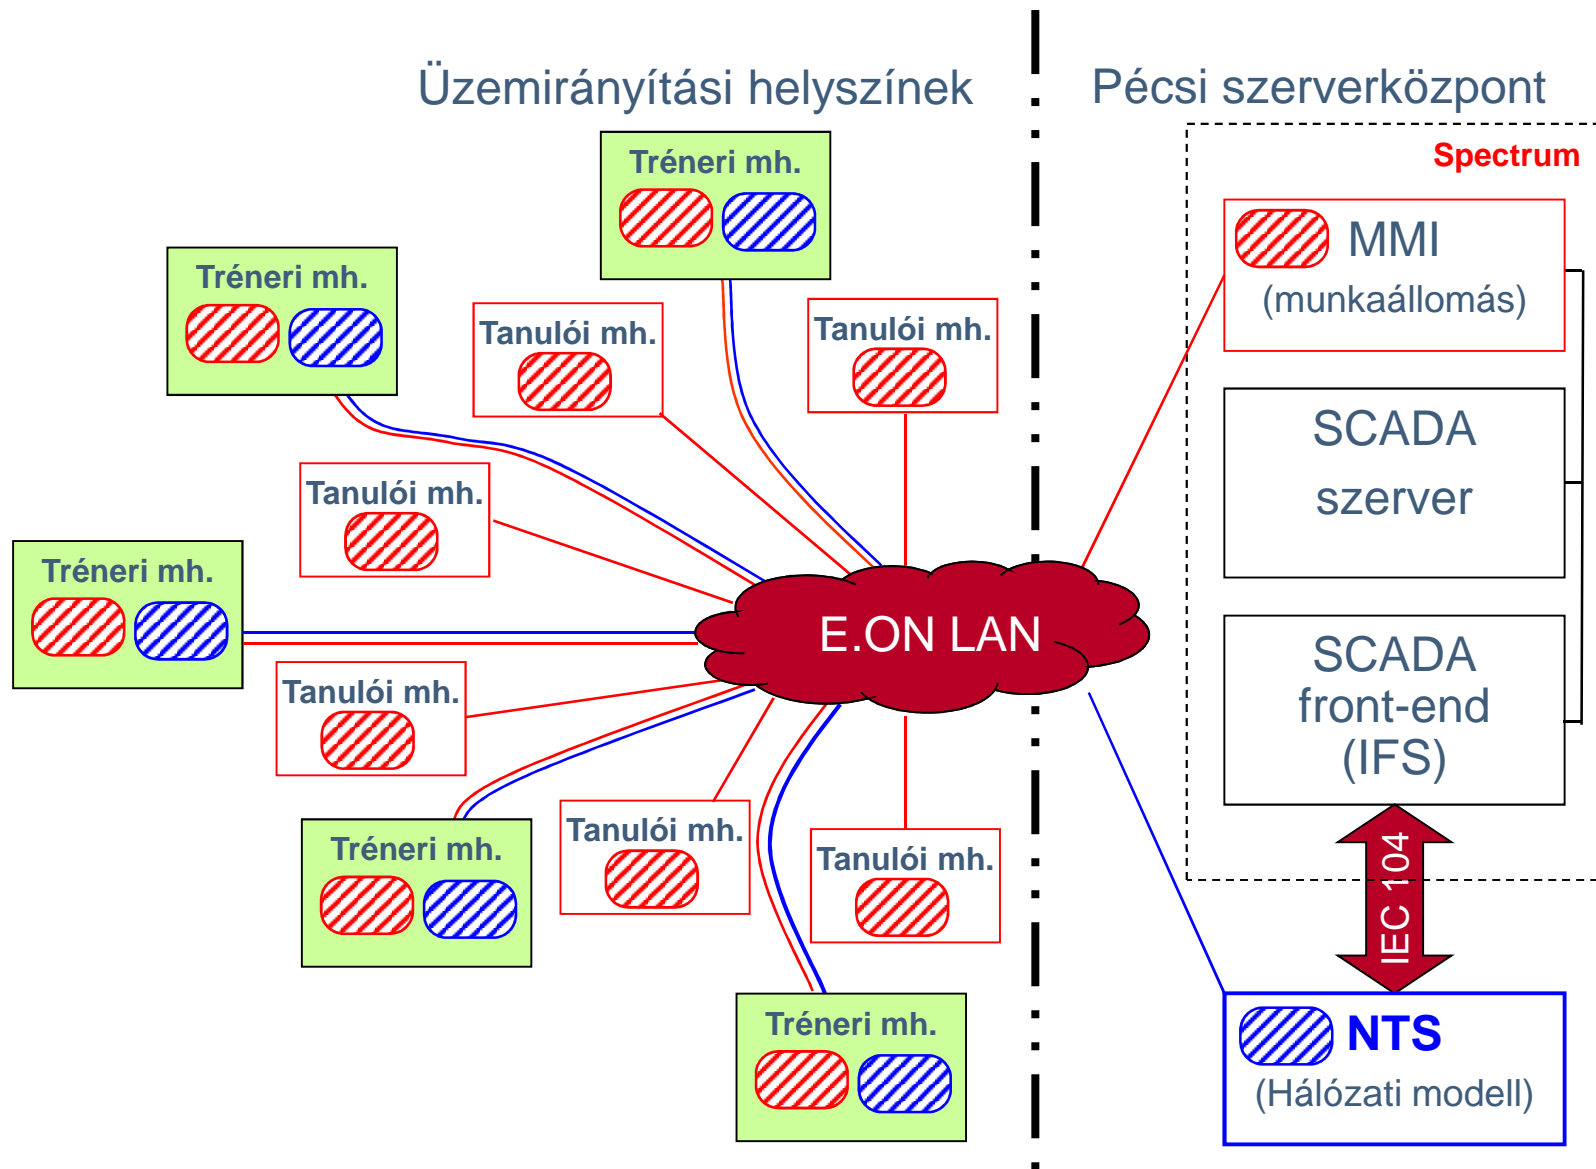 Üzemirányítási helyszínek
Pécsi szerverközpont
Spectrum
Tréneri mh.
Tréneri mh.
Tanulói mh.
Tanulói mh.
Tanulói mh.
Tréneri mh.
Tanulói mh.
Tréneri mh.
Tanulói mh.
Tanulói mh.
Tréneri mh.
E.ON LAN
MMI
(munkaállomás)
SCADA
szerver
SCADA
front-end
(IFS)
IEC 104
NTS
(Hálózati modell)